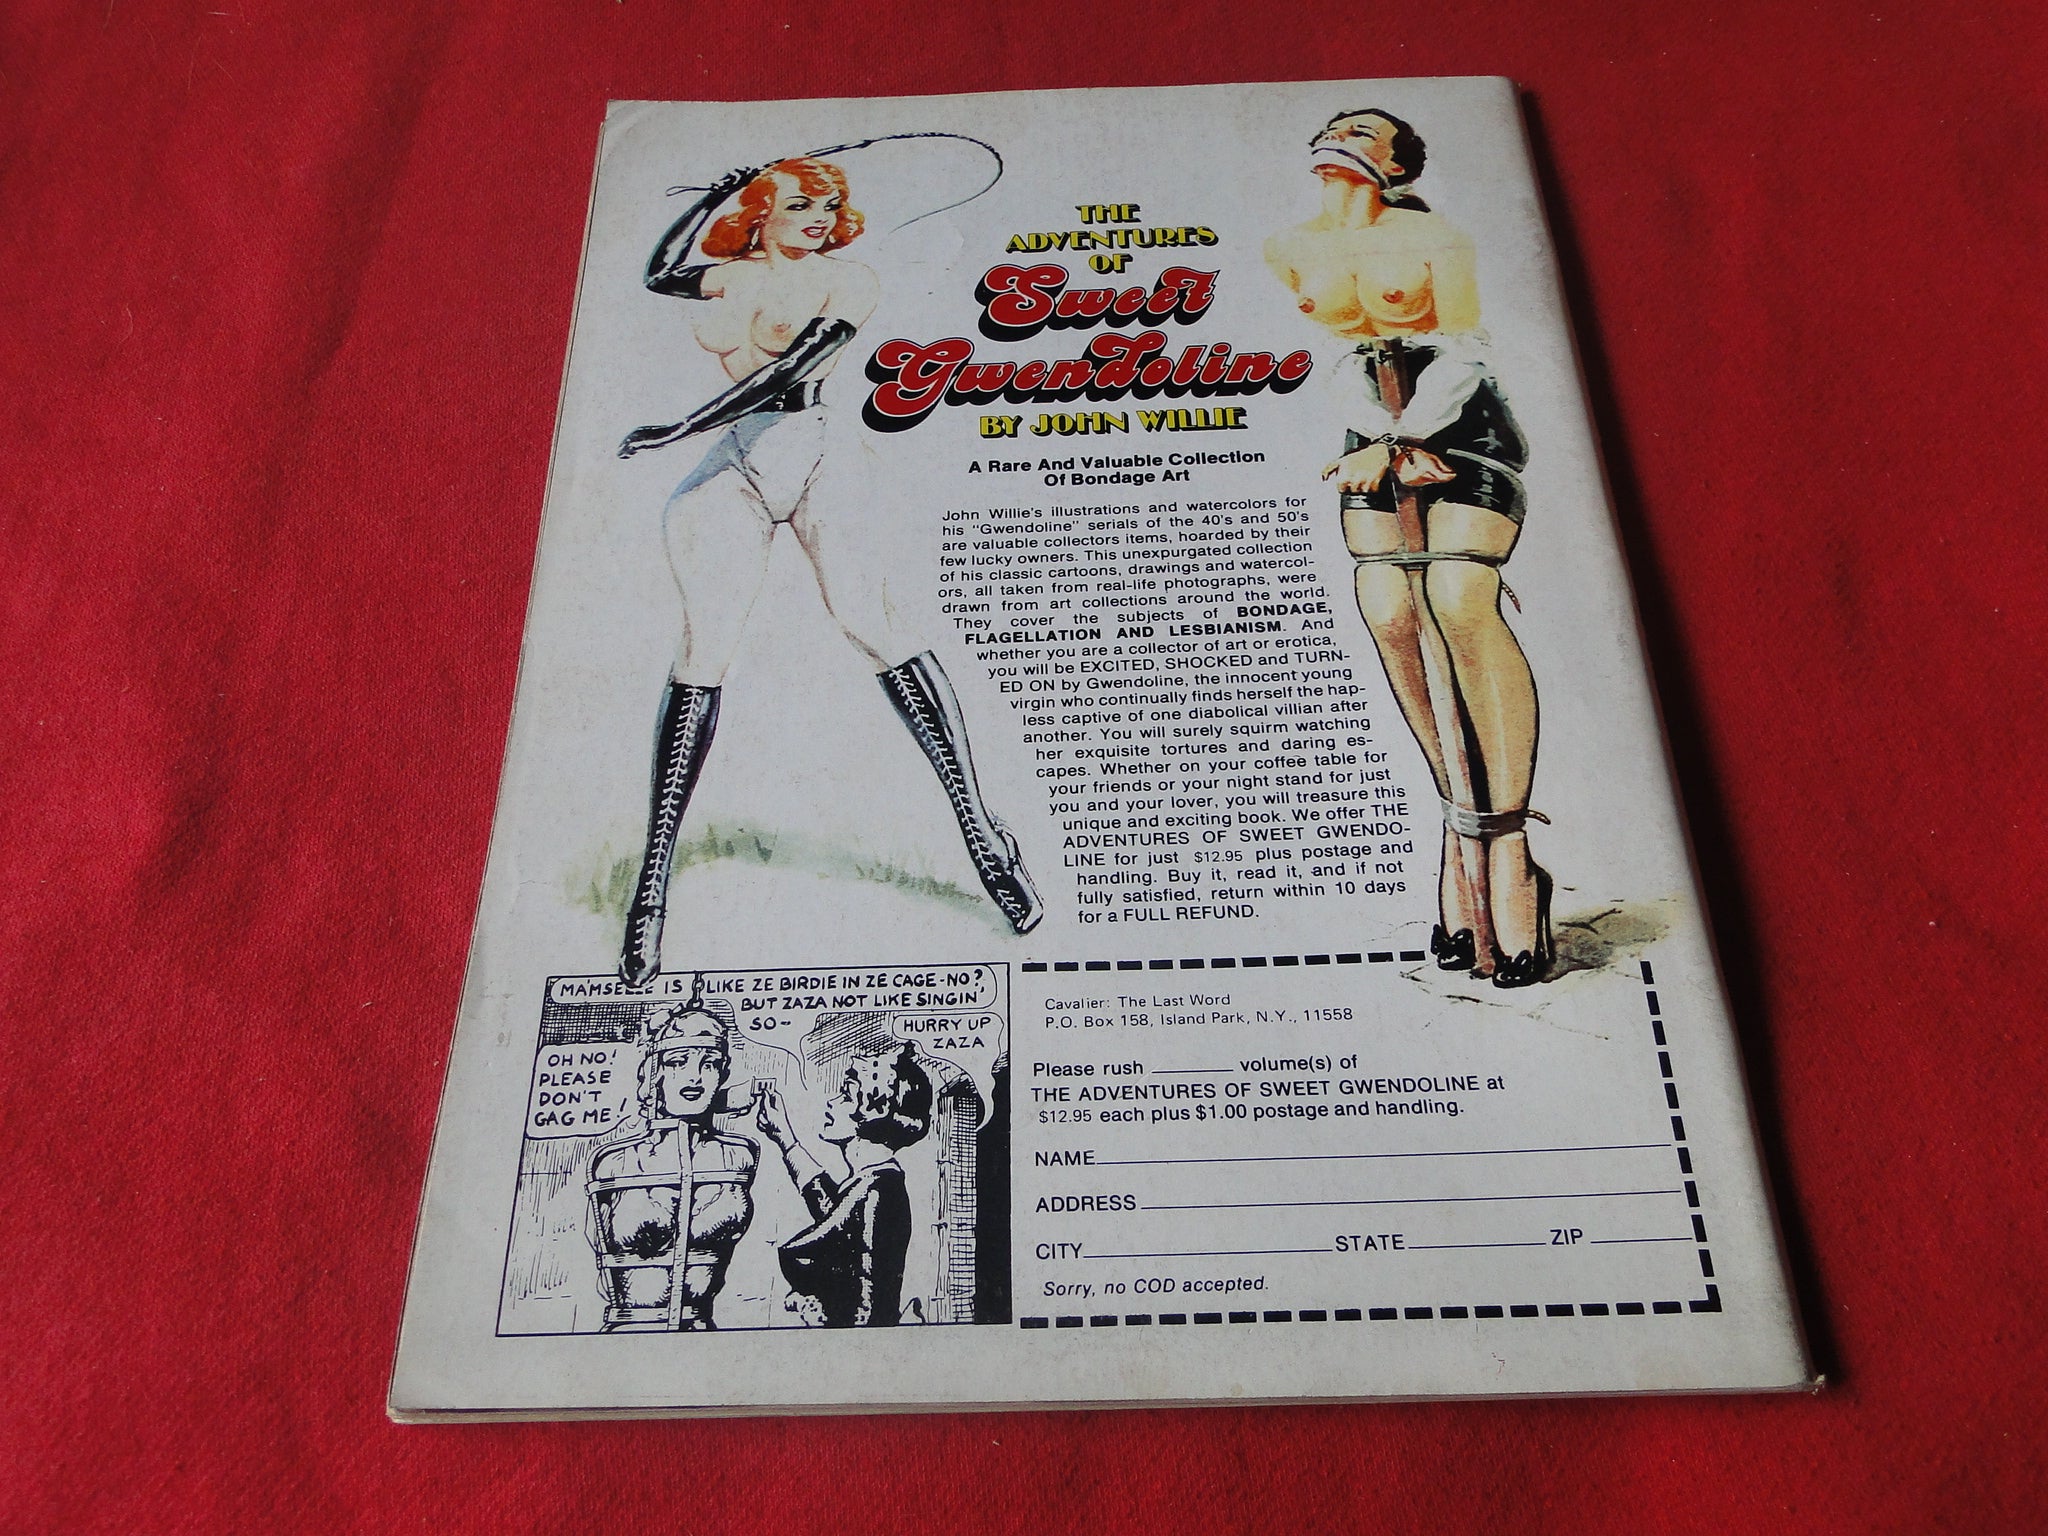 THE
ADVENTURES
OF
Sweet
Gwendoline
BY JOHN WILLIE
A Rare And Valuable Collection
Of Bondage Art
John Willie's illustrations and watercolors for
his "Gwendoline" serials of the 40's and 50's
are valuable collectors items, hoarded by their
few lucky owners. This unexpurgated collection
of his classic cartoons, drawings and watercol-
ors, all taken from real-life photographs, were
drawn from art collections around the world.
They cover the subjects of BONDAGE,
FLAGELLATION AND LESBIANISM. And
whether you are a collector of art or erotica,
you will be EXCITED, SHOCKED and TURN-
ED ON by Gwendoline, the innocent young
virgin who continually finds herself the hap-
less captive of one diabolical villian after
another. You will surely squirm watching
her exquisite tortures and daring es-
capes. Whether on your coffee table for
your friends or your night stand for just
you and your lover, you will treasure this
unique and exciting book. We offer THE
ADVENTURES OF SWEET GWENDO-
LINE for just $12.95 plus postage and
handling. Buy it, read it, and if not
fully satisfied, return within 10 days
for a FULL REFUND.
MA'MSELLE IS LIKE ZE BIRDIE IN ZE CAGE-NO?
BUT ZAZA NOT LIKE SINGIN'
SO--
HURRY UP
ZAZA
OH NO!
PLEASE
DON'T
GAG ME!
Cavalier: The Last Word
P.O. Box 158, Island Park, N.Y., 11558
Please rush ________ volume(s) of
THE ADVENTURES OF SWEET GWENDOLINE at
$12.95 each plus $1.00 postage and handling.
NAME
ADDRESS
CITY STATE ZIP
Sorry, no COD accepted.